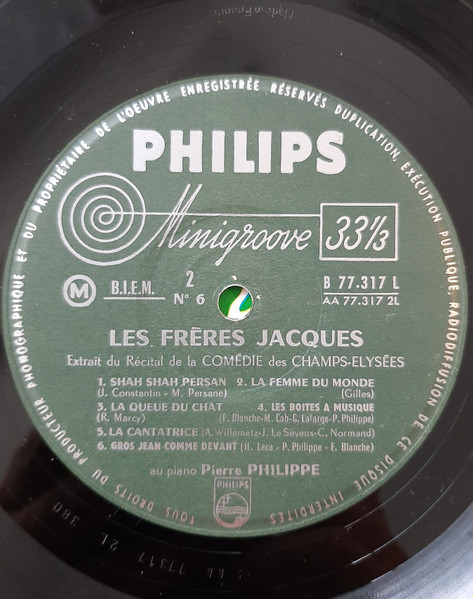 Made in France
TOUS DROITS DU PRODUCTEUR PHONOGRAPHIQUE ET DU PROPRIÉTAIRE DE L'OEUVRE ENREGISTRÉE RÉSERVÉS DUPLICATION, EXÉCUTION PUBLIQUE, RADIODIFFUSION DE CE DISQUE INTERDITES
PHILIPS
Minigroove 33⅓
M B.I.E.M. 2 B 77.317 L
N° 6 AA 77.317 2L
LES FRÈRES JACQUES
Extrait du Récital de la COMÉDIE des CHAMPS-ELYSÉES
1. SHAH SHAH PERSAN 2. LA FEMME DU MONDE
(J. Constantin - M. Persane) (Gilles)
3. LA QUEUE DU CHAT 4. LES BOITES A MUSIQUE
(R. Marcy) (F. Blanche-M. Cab-G. Lafarge-P. Philippe)
5. LA CANTATRICE (A. Willemetz-J. Le Seyeux-C. Normand)
6. GROS JEAN COMME DEVANT (H. Leca - P. Philippe - F. Blanche)
au piano Pierre PHILIPPE
PHILIPS
77317 2L 380